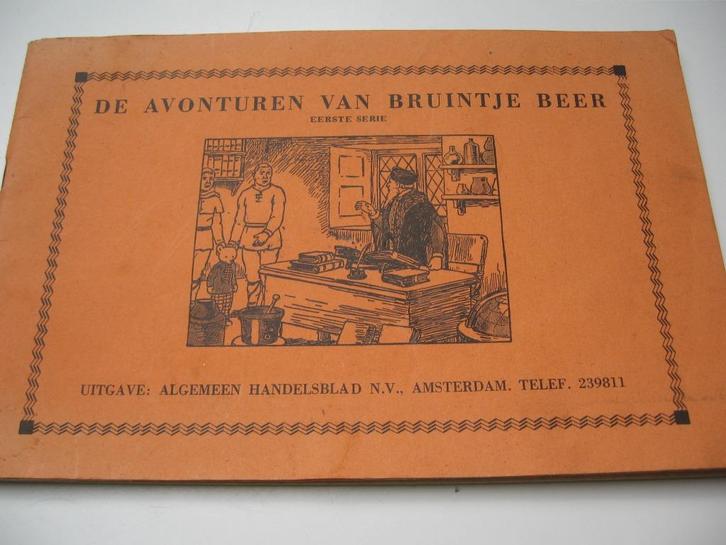 DE AVONTUREN VAN BRUINTJE BEER
EERSTE SERIE
UITGAVE: ALGEMEEN HANDELSBLAD N.V., AMSTERDAM. TELEF. 239811